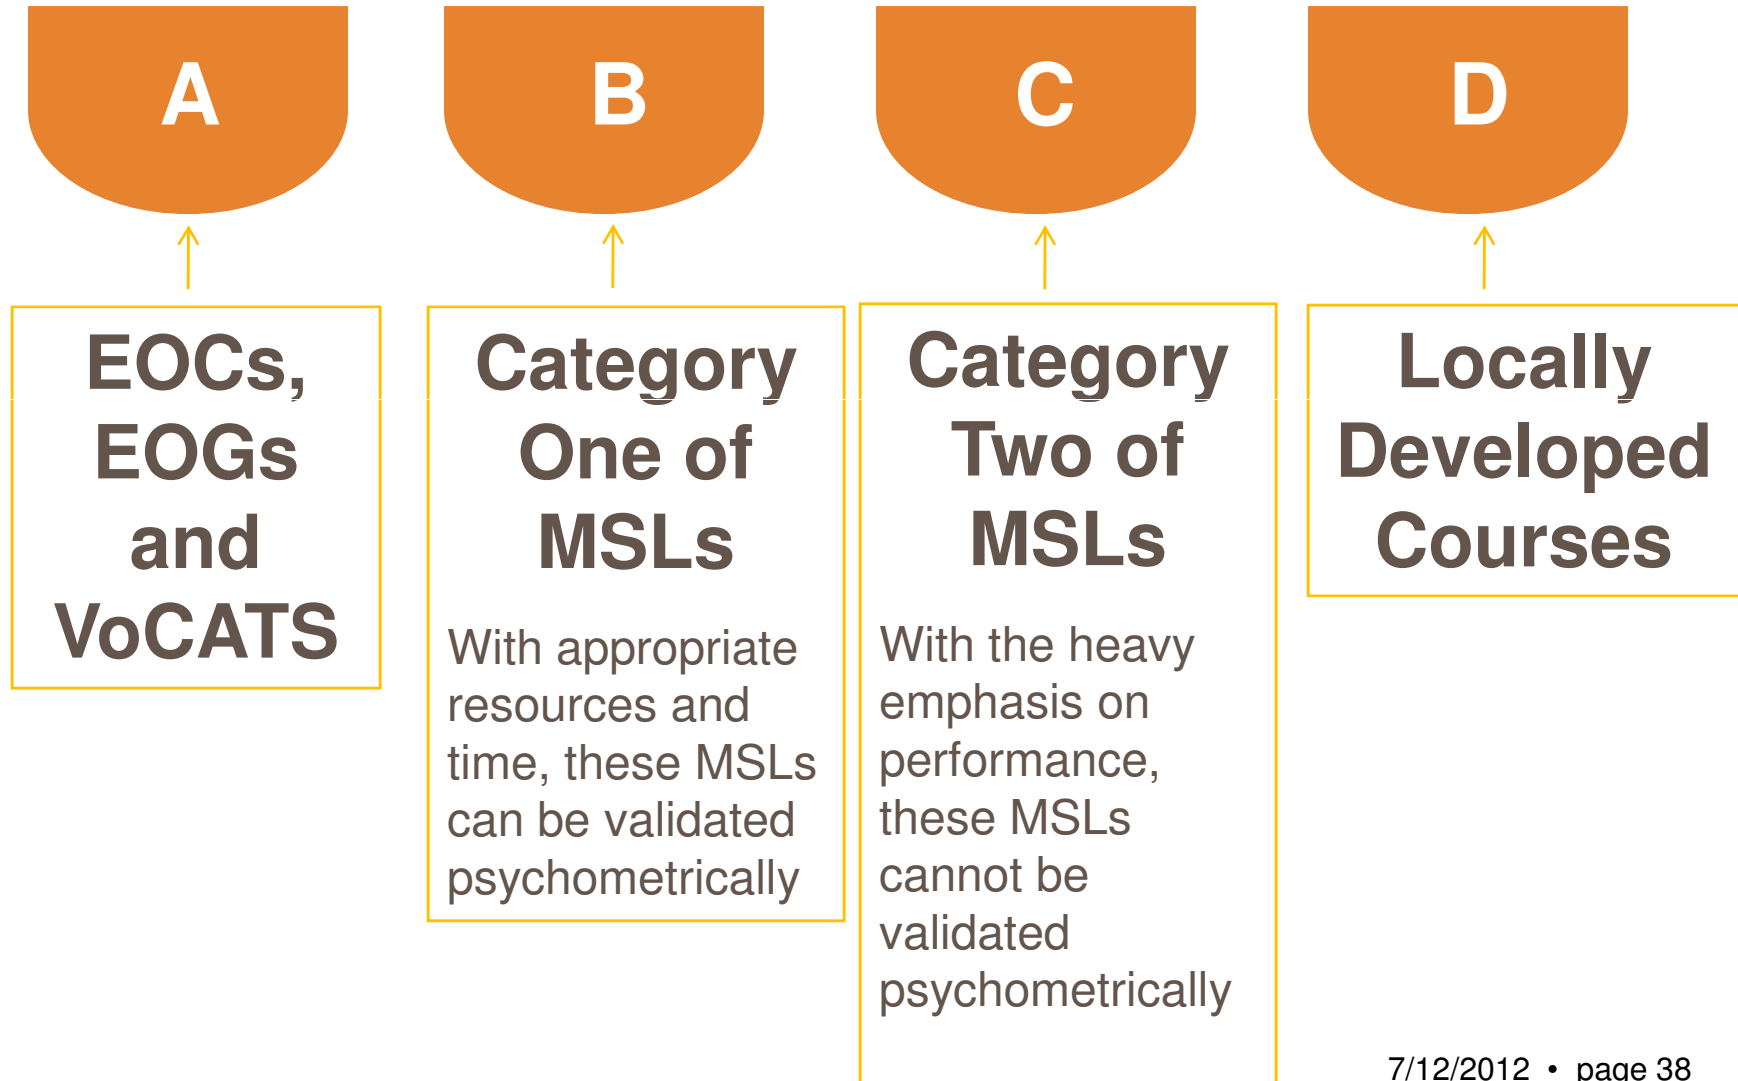 A
B
C
D
EOCs,
EOGs
and
VoCATS
Category
One of
MSLs
With appropriate
resources and
time, these MSLs
can be validated
psychometrically
Category
Two of
MSLs
With the heavy
emphasis on
performance,
these MSLs
cannot be
validated
psychometrically
Locally
Developed
Courses
7/12/2012 • page 38